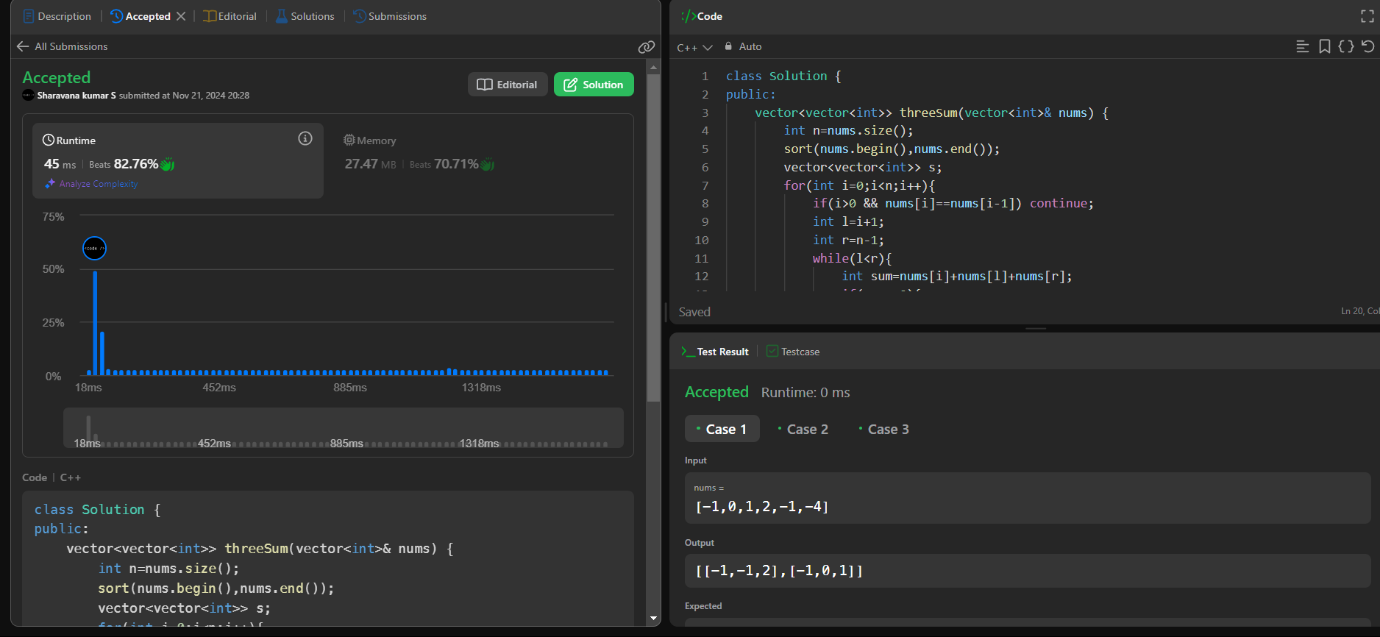 Description
Accepted
Editorial
Solutions
Submissions
All Submissions
Accepted
Sharavana kumar S submitted at Nov 21, 2024 20:28
Editorial
Solution
Runtime
45 ms
Beats 82.76%
Analyze Complexity
Memory
27.47 MB
Beats 70.71%
75%
50%
25%
0%
18ms
452ms
885ms
1318ms
18ms
452ms
885ms
1318ms
Code
C++
class Solution {
public:
    vector<vector<int>> threeSum(vector<int>& nums) {
        int n=nums.size();
        sort(nums.begin(),nums.end());
        vector<vector<int>> s;
        for(int i=0;i<n;i++){
</> Code
C++
Auto
1 class Solution {
2 public:
3     vector<vector<int>> threeSum(vector<int>& nums) {
4         int n=nums.size();
5         sort(nums.begin(),nums.end());
6         vector<vector<int>> s;
7         for(int i=0;i<n;i++){
8             if(i>0 && nums[i]==nums[i-1]) continue;
9             int l=i+1;
10             int r=n-1;
11             while(l<r){
12                 int sum=nums[i]+nums[l]+nums[r];
Saved
Ln 20, Col
Test Result
Testcase
Accepted
Runtime: 0 ms
Case 1
Case 2
Case 3
Input
nums =
[-1,0,1,2,-1,-4]
Output
[[-1,-1,2],[-1,0,1]]
Expected